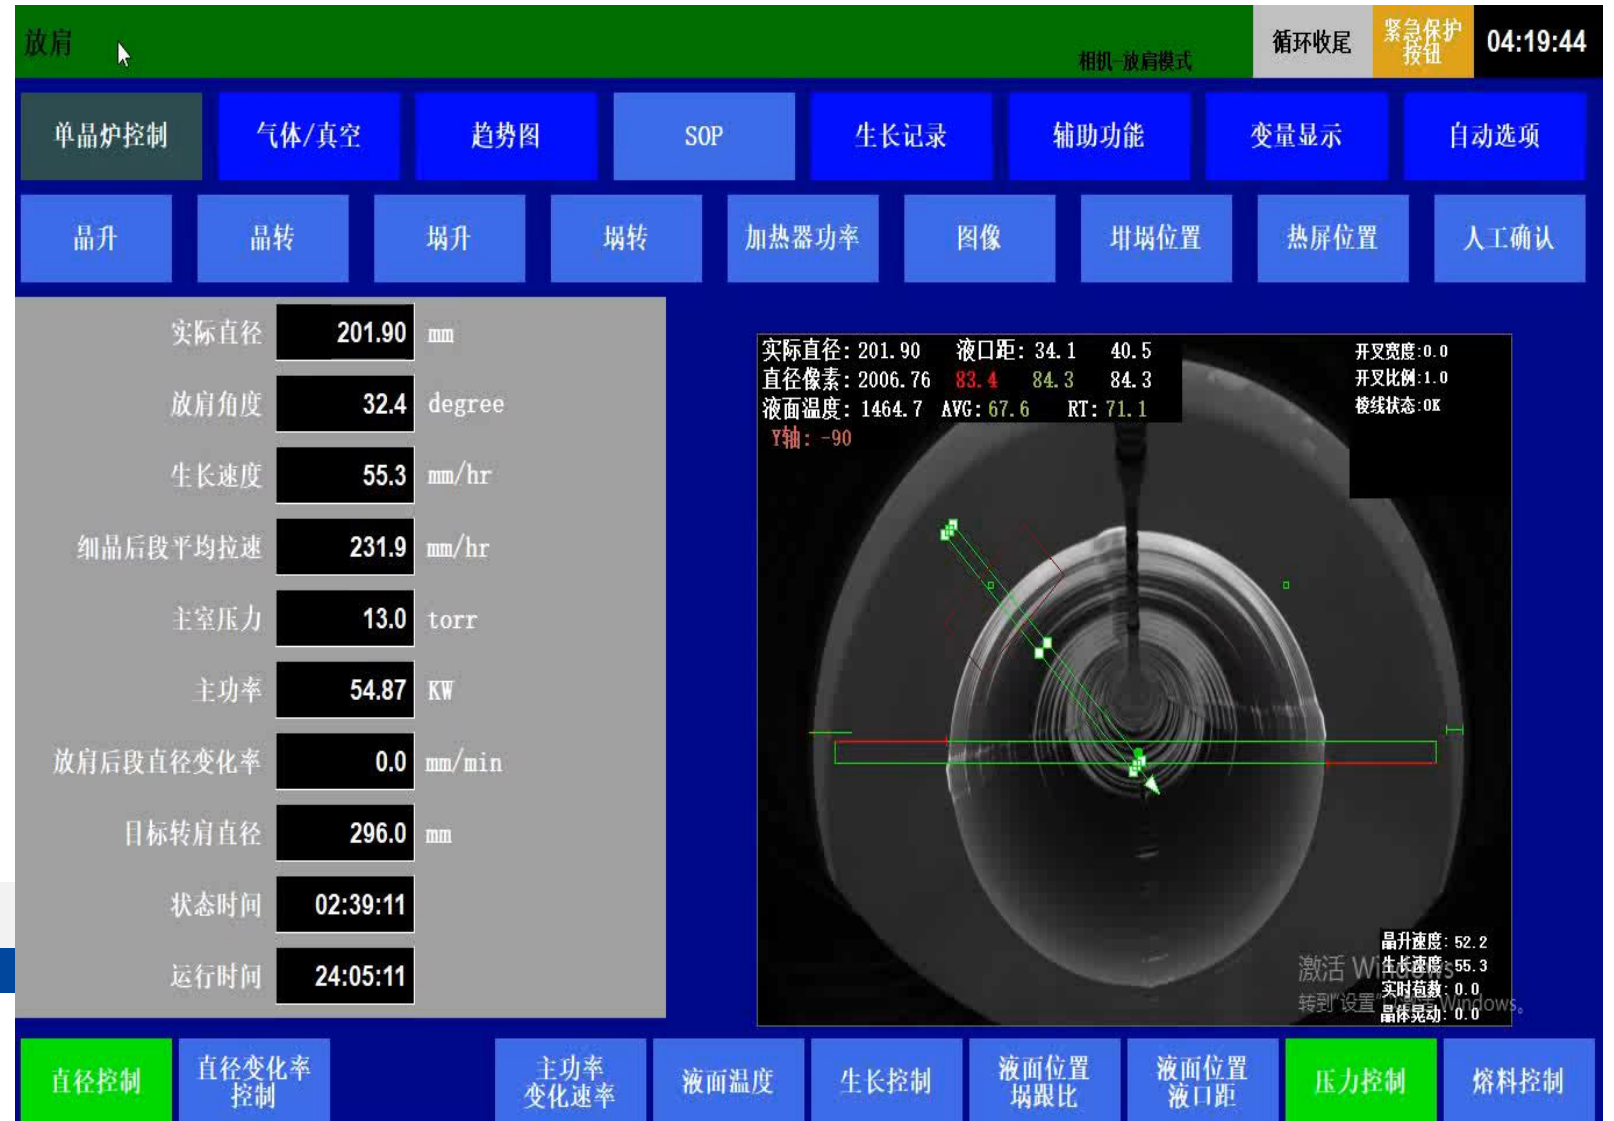 放肩
相机-放肩模式
循环收尾
紧急保护
按钮
04:19:44
单晶炉控制
气体/真空
趋势图
SOP
生长记录
辅助功能
变量显示
自动选项
晶升
晶转
埚升
埚转
加热器功率
图像
坩埚位置
热屏位置
人工确认
实际直径 201.90 mm
放肩角度 32.4 degree
生长速度 55.3 mm/hr
细晶后段平均拉速 231.9 mm/hr
主室压力 13.0 torr
主功率 54.87 KW
放肩后段直径变化率 0.0 mm/min
目标转肩直径 296.0 mm
状态时间 02:39:11
运行时间 24:05:11
实际直径: 201.90 液口距: 34.1 40.5
直径像素: 2006.76 83.4 84.3 84.3
液面温度: 1464.7 AVG: 67.6 RT: 71.1
Y轴: -90
开叉宽度:0.0
开叉比例:1.0
棱线状态:OK
晶升速度: 52.2
生长速度: 55.3
实时苞数: 0.0
晶体晃动: 0.0
激活 Windows
转到"设置"以激活 Windows。
直径控制
直径变化率
控制
主功率
变化速率
液面温度
生长控制
液面位置
埚跟比
液面位置
液口距
压力控制
熔料控制